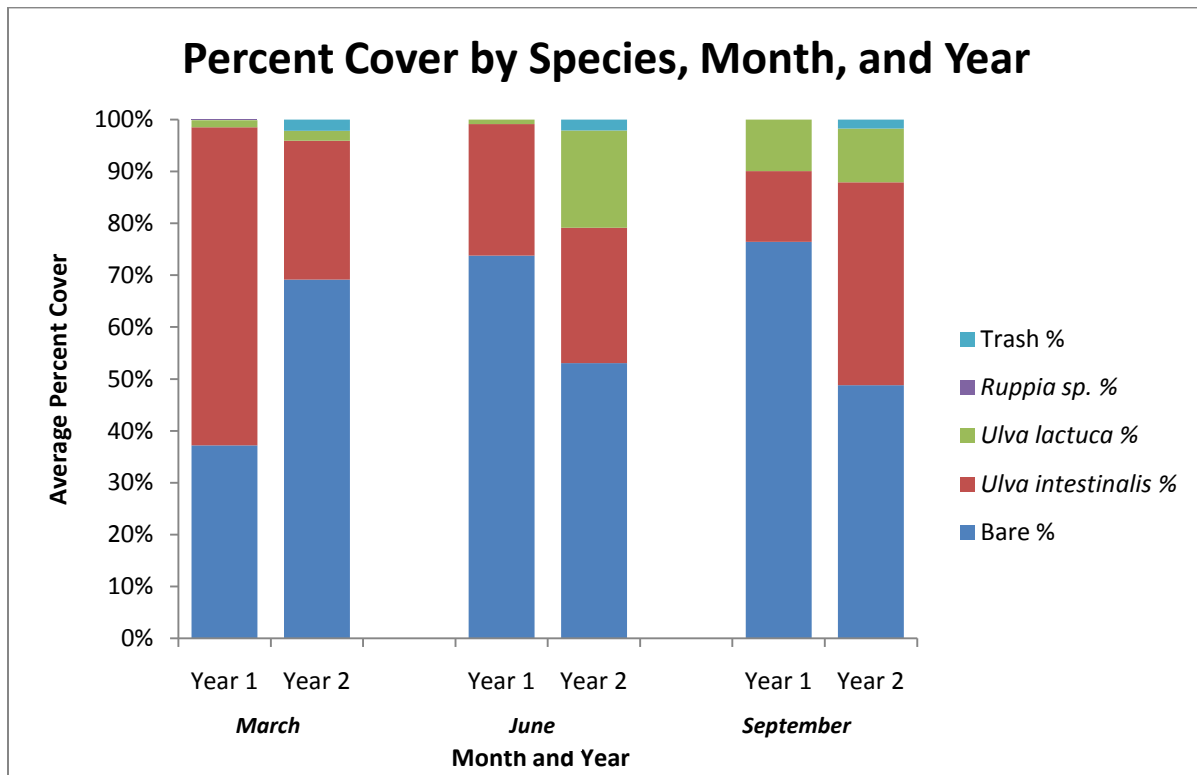 Percent Cover by Species, Month, and Year
100%
90%
80%
70%
60%
50%
40%
30%
20%
10%
0%
Average Percent Cover
Trash %
Ruppia sp. %
Ulva lactuca %
Ulva intestinalis %
Bare %
Year 1 Year 2 Year 1 Year 2 Year 1 Year 2
March June September
Month and Year